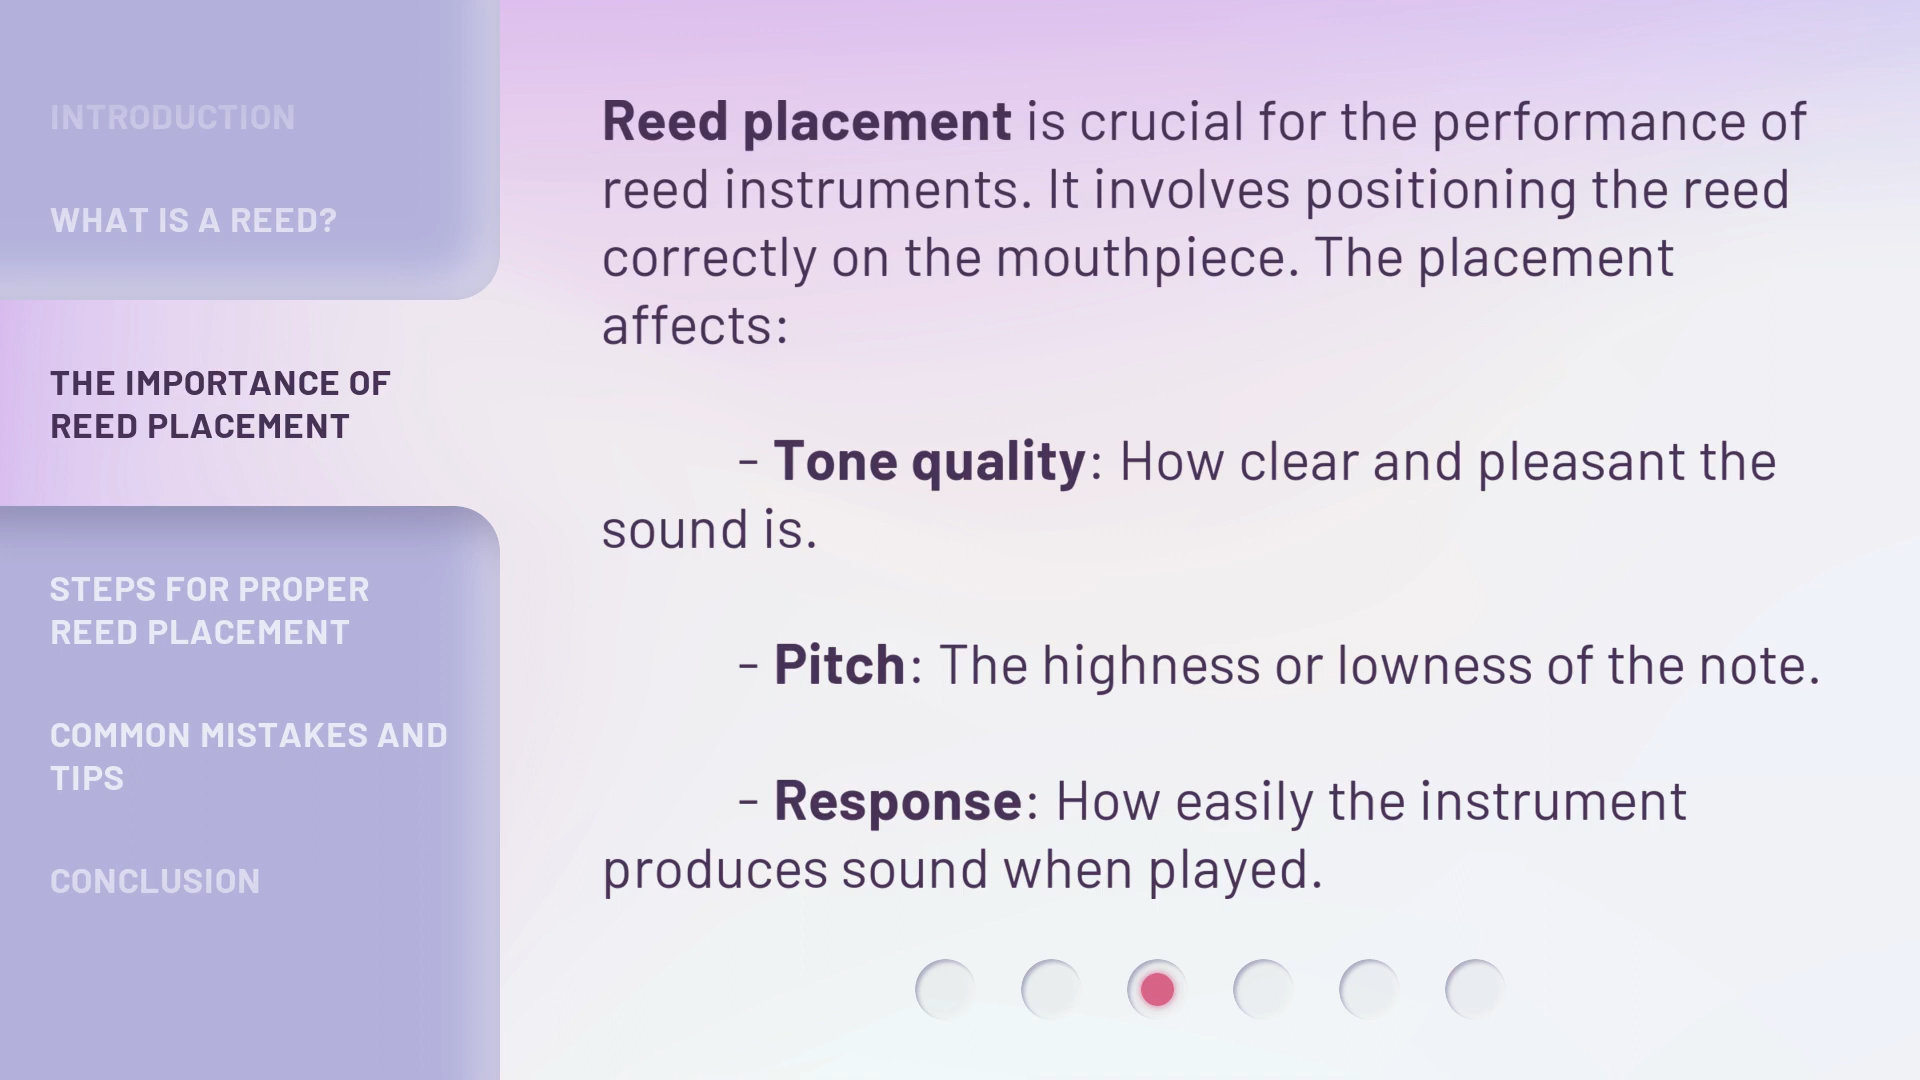 INTRODUCTION
WHAT IS A REED?
THE IMPORTANCE OF
REED PLACEMENT
STEPS FOR PROPER
REED PLACEMENT
COMMON MISTAKES AND
TIPS
CONCLUSION
Reed placement is crucial for the performance of
reed instruments. It involves positioning the reed
correctly on the mouthpiece. The placement
affects:
- Tone quality: How clear and pleasant the
sound is.
- Pitch: The highness or lowness of the note.
- Response: How easily the instrument
produces sound when played.